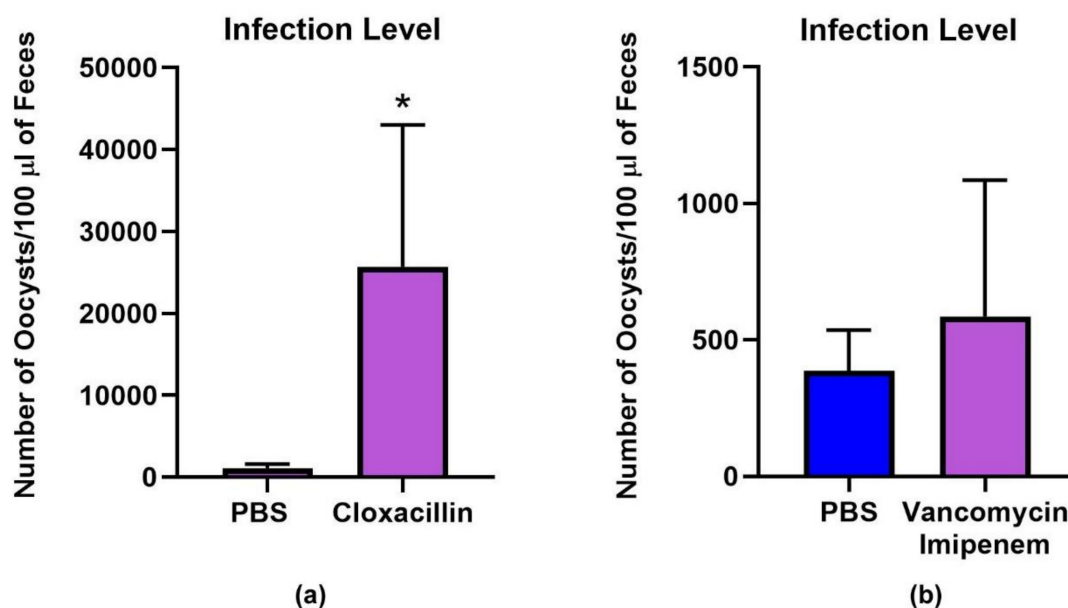 Infection Level
Number of Oocysts/100 µl of Feces
50000
40000
30000
20000
10000
0
*
PBS
Cloxacillin
(a)
Infection Level
Number of Oocysts/100 µl of Feces
1500
1000
500
0
PBS
Vancomycin
Imipenem
(b)